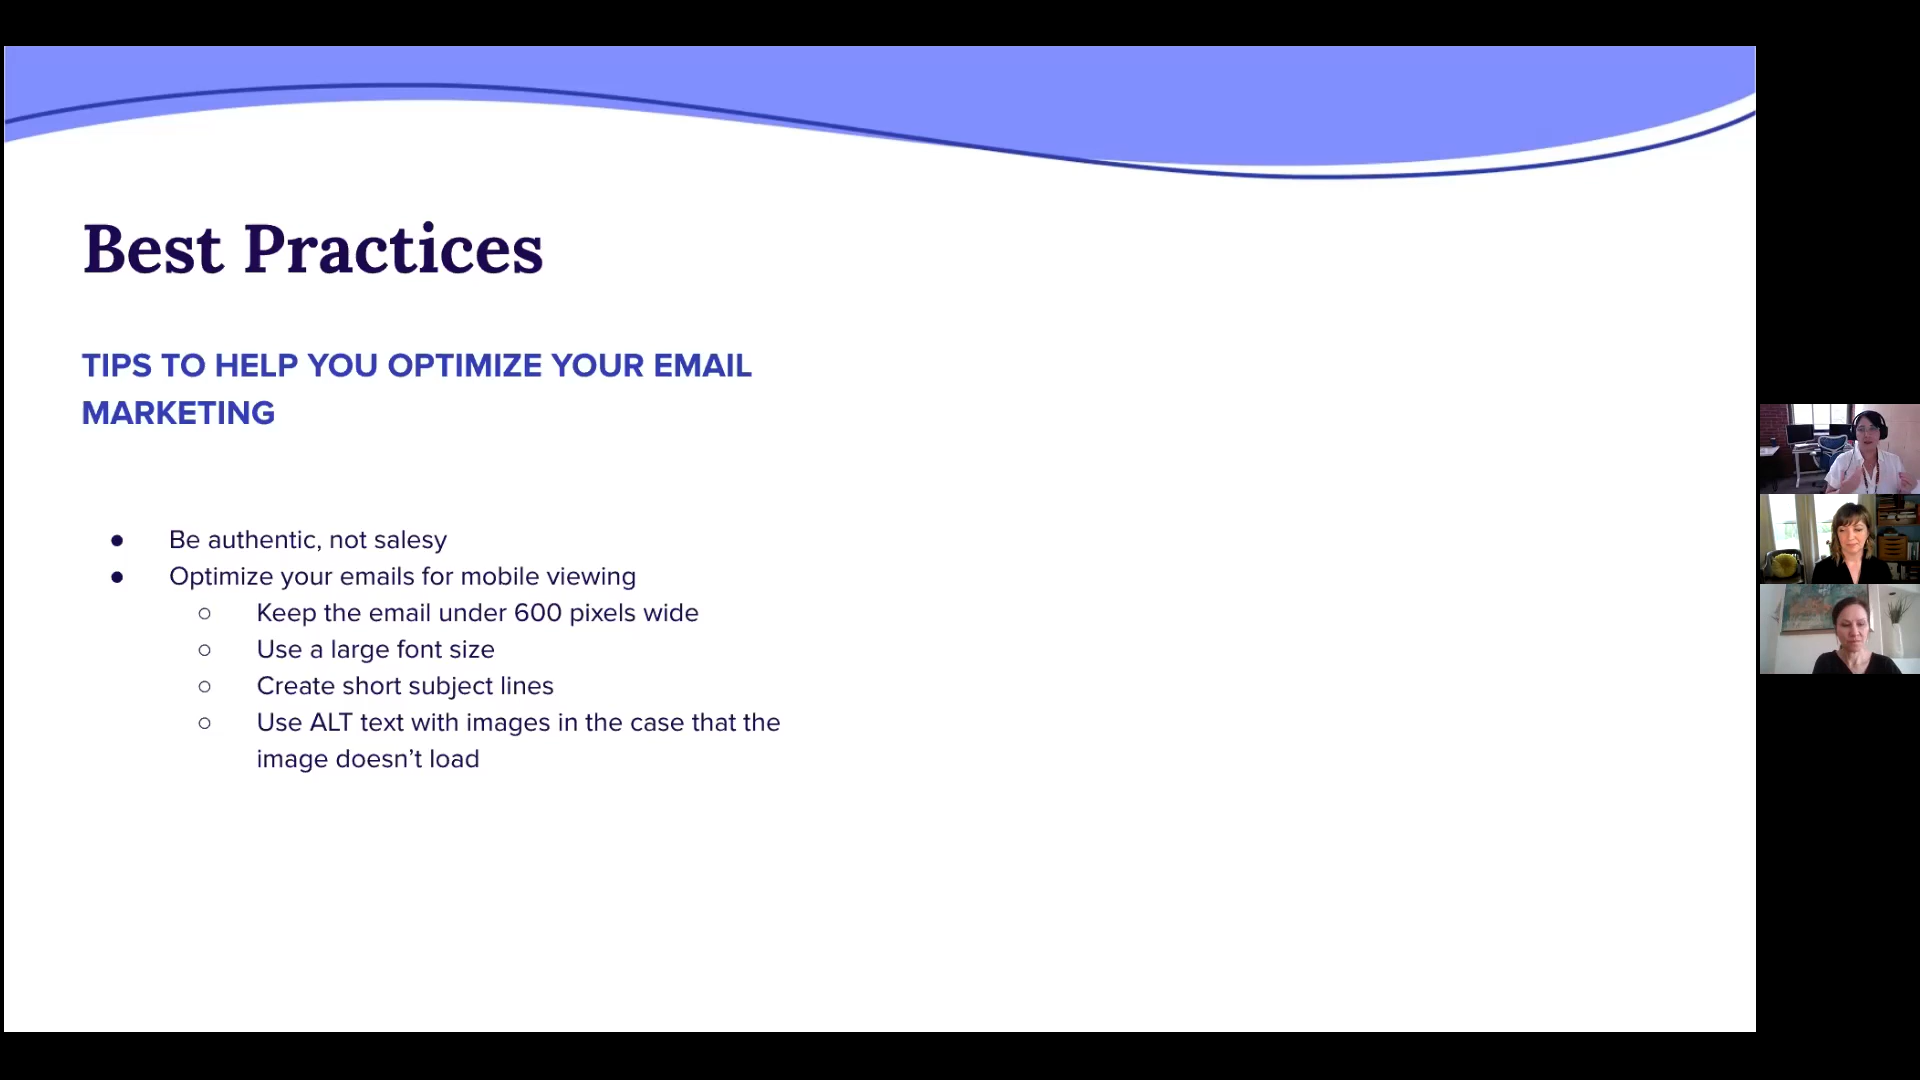 Best Practices
TIPS TO HELP YOU OPTIMIZE YOUR EMAIL
MARKETING
● Be authentic, not salesy
● Optimize your emails for mobile viewing
○ Keep the email under 600 pixels wide
○ Use a large font size
○ Create short subject lines
○ Use ALT text with images in the case that the
image doesn’t load